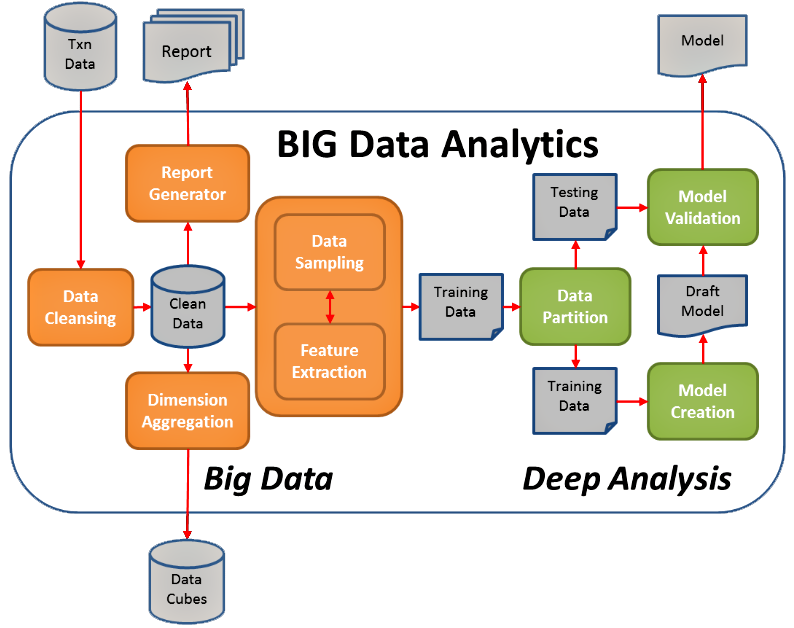 Txn
Data
Report
Model
BIG Data Analytics
Report
Generator
Testing
Data
Model
Validation
Data
Sampling
Data
Cleansing
Clean
Data
Training
Data
Data
Partition
Draft
Model
Feature
Extraction
Dimension
Aggregation
Training
Data
Model
Creation
Big Data
Deep Analysis
Data
Cubes